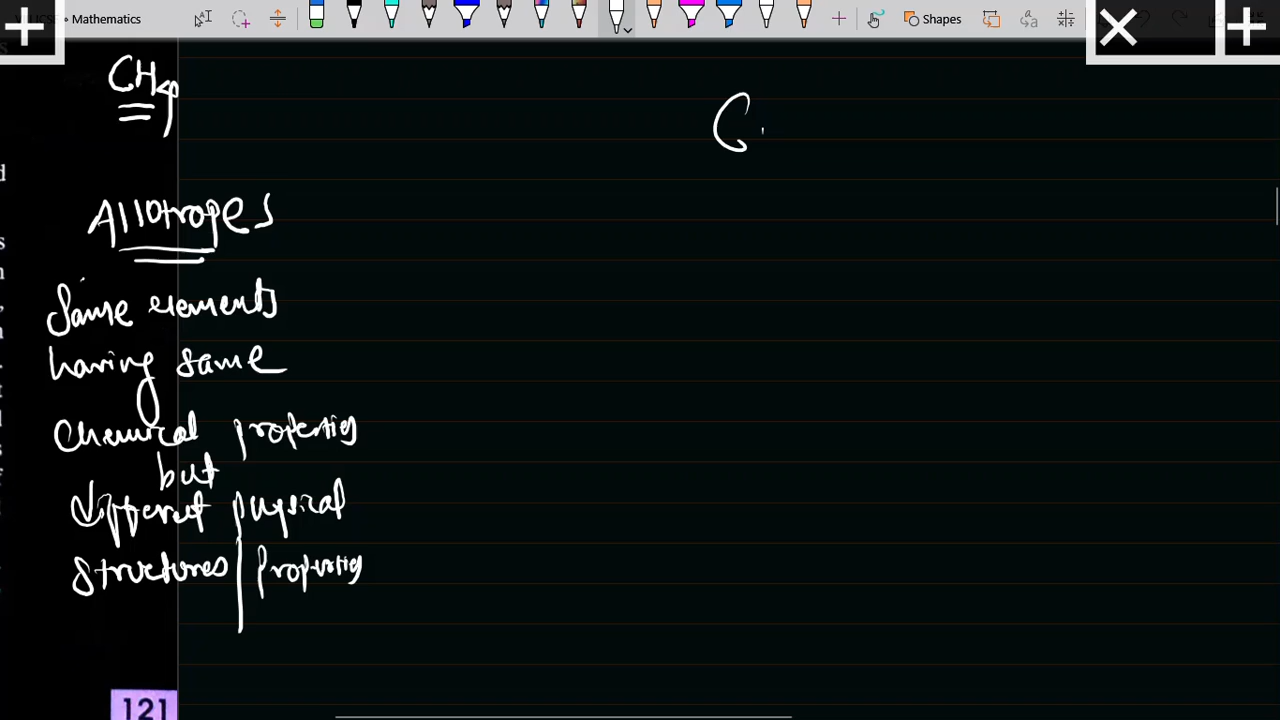 • Mathematics
Shapes
CH4
Allotropes
Same elements
having same
Chemical properties
but
different physical
structures | properties
C
121